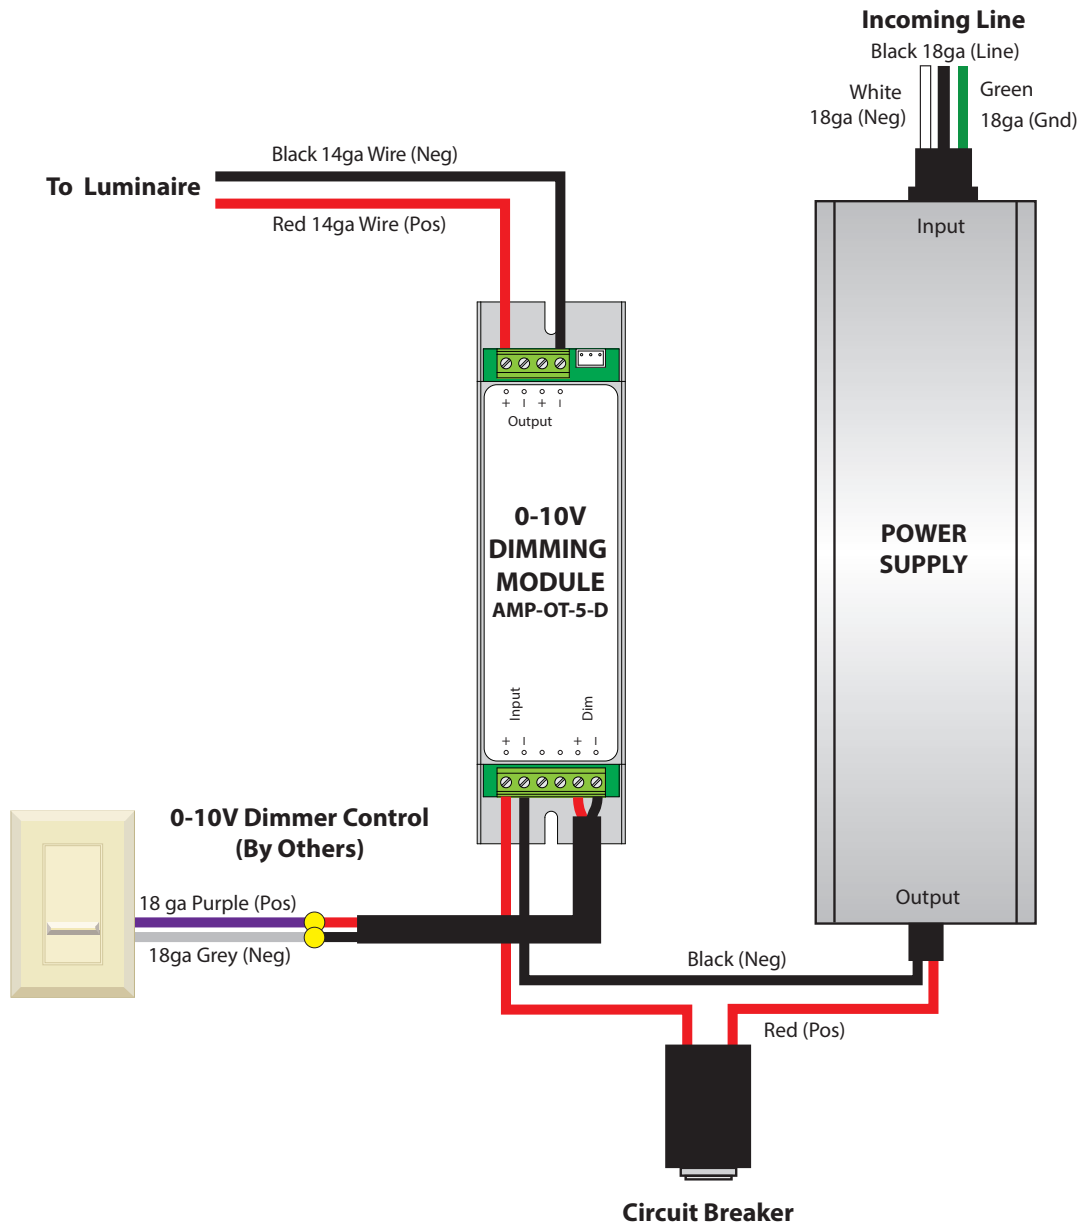 Incoming Line
Black 18ga (Line)
White
18ga (Neg)
Green
18ga (Gnd)
Black 14ga Wire (Neg)
To Luminaire
Red 14ga Wire (Pos)
Input
+ – + –
Output
0-10V
DIMMING
MODULE
AMP-OT-5-D
POWER
SUPPLY
Input
Dim
+ – + –
0-10V Dimmer Control
(By Others)
18 ga Purple (Pos)
18ga Grey (Neg)
Output
Black (Neg)
Red (Pos)
Circuit Breaker